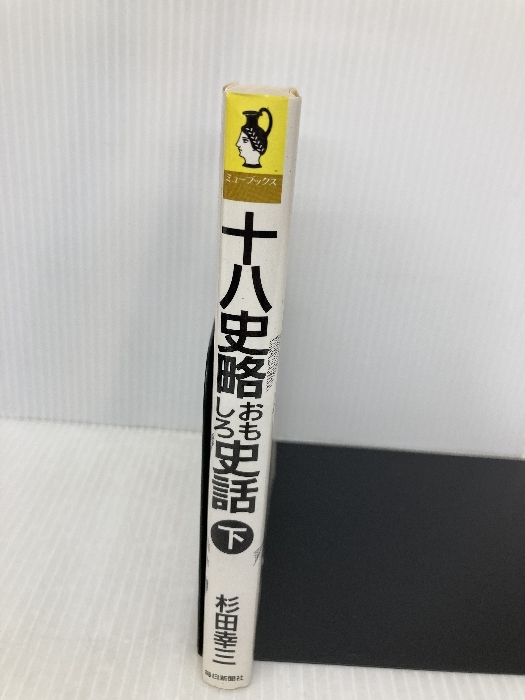 ミューブックス
十八史略
おもしろ
史話
下
杉田幸三
毎日新聞社